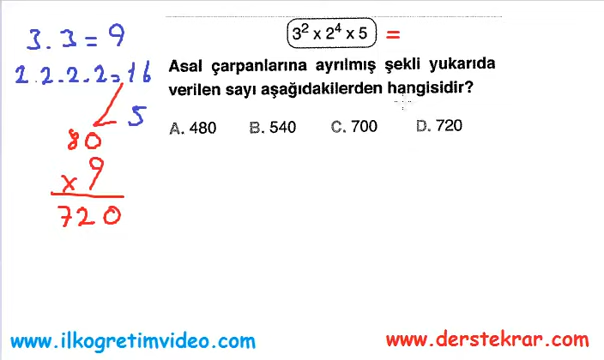 3.3=9
2.2.2.2=16
5
80
x 9
720
3² x 2⁴ x 5 =
Asal çarpanlarına ayrılmış şekli yukarıda
verilen sayı aşağıdakilerden hangisidir?
A. 480 B. 540 C. 700 D. 720
www.ilkogretimvideo.com
www.derstekrar.com